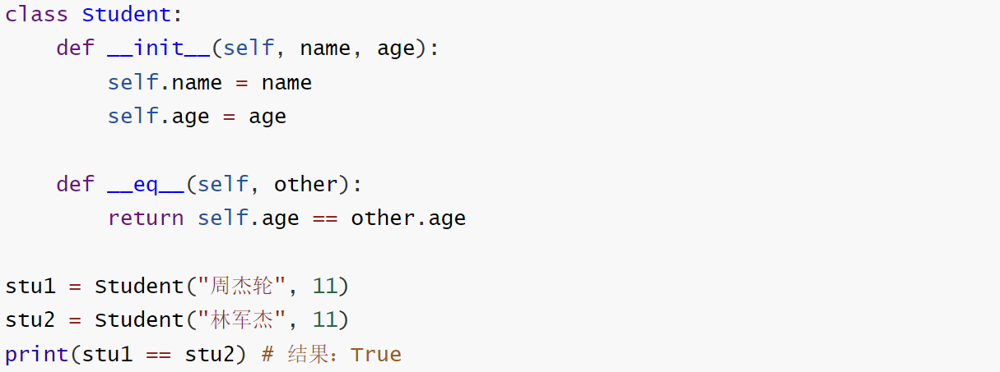 class Student:
    def __init__(self, name, age):
        self.name = name
        self.age = age
    def __eq__(self, other):
        return self.age == other.age
stu1 = Student("周杰轮", 11)
stu2 = Student("林军杰", 11)
print(stu1 == stu2) # 结果：True